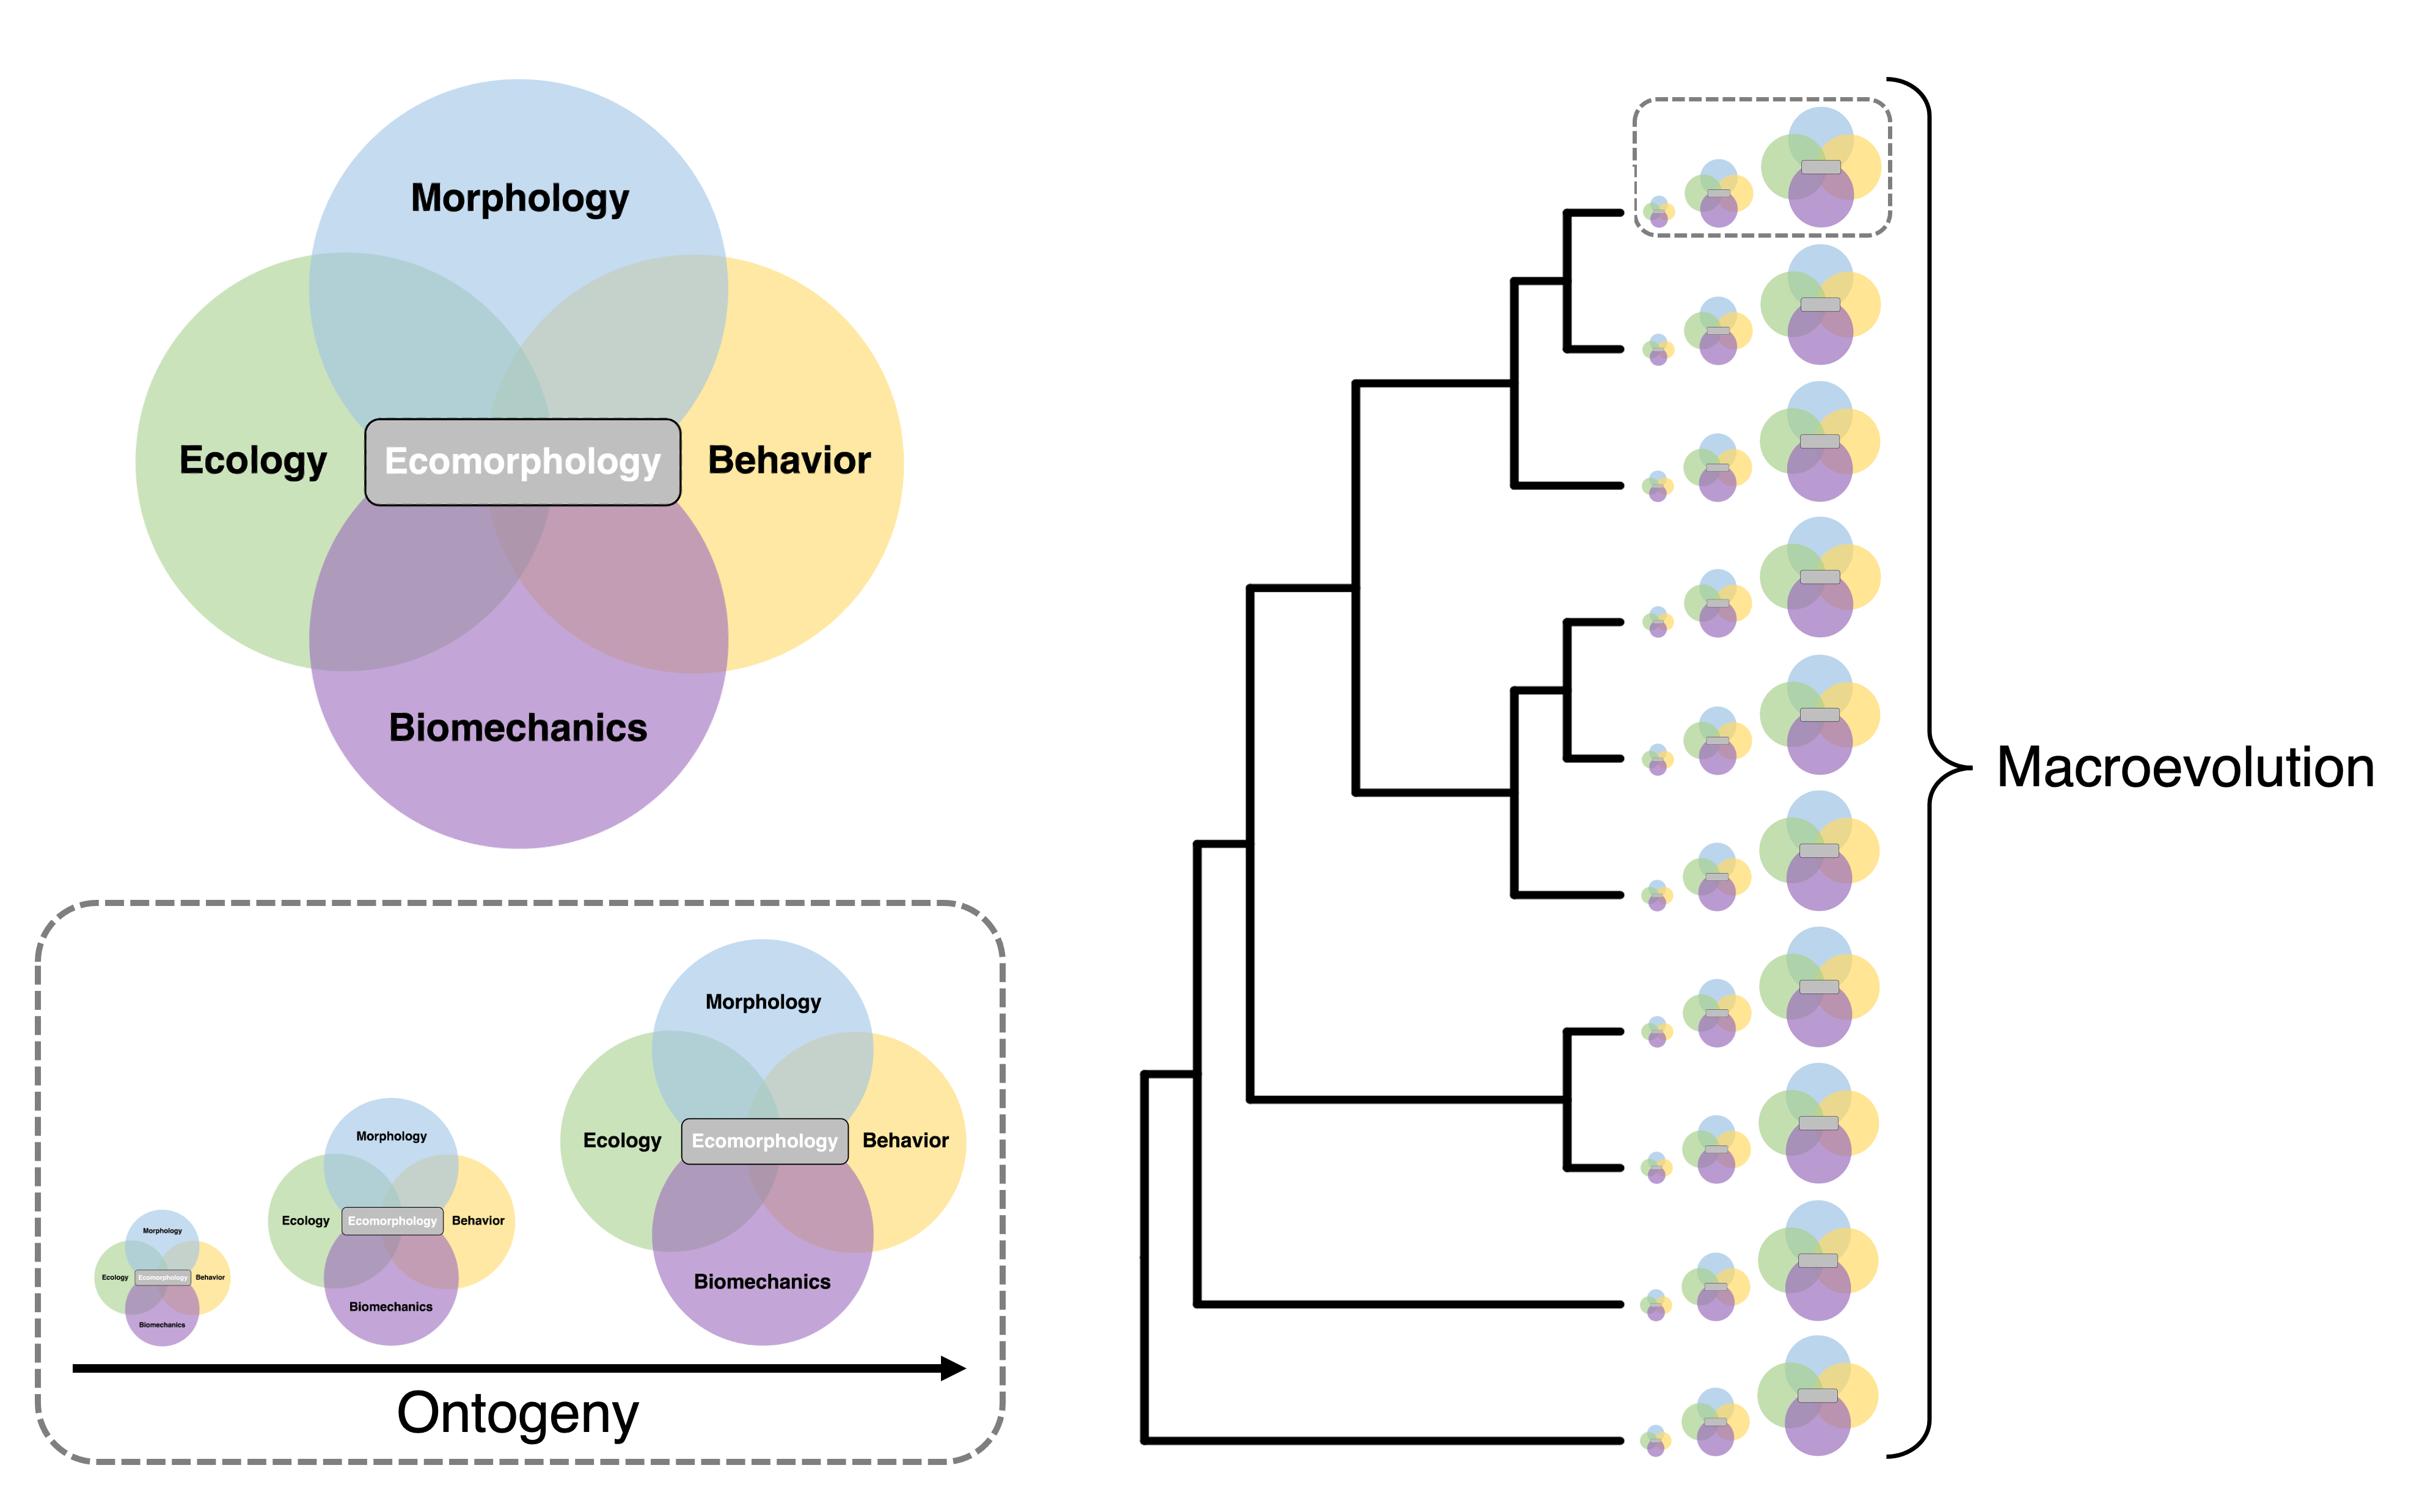 Morphology
Ecology
Ecomorphology
Behavior
Biomechanics
Morphology
Ecology
Ecomorphology
Behavior
Biomechanics
Morphology
Ecology
Ecomorphology
Behavior
Biomechanics
Morphology
Ecology
Ecomorphology
Behavior
Biomechanics
Ontogeny
Macroevolution